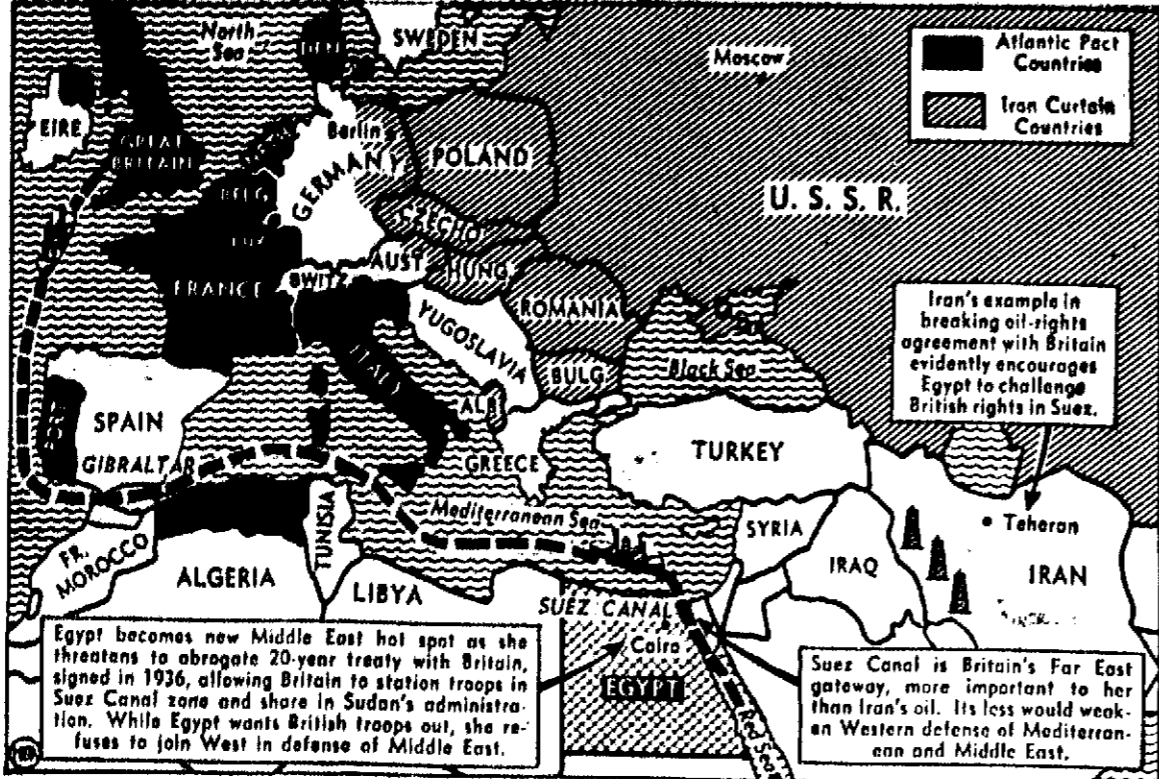 North
Sea
DEN.
SWEDEN
Moscow
Atlantic Pact
Countries
Iron Curtain
Countries
EIRE
GREAT
BRITAIN
Berlin
GERMANY
POLAND
BELG
LUX
U. S. S. R.
CZECHO
FRANCE
SWITZ
AUST
HUNG
ROMANIA
YUGOSLAVIA
ITALY
BULG
Black Sea
ALB
Iran's example in
breaking oil-rights
agreement with Britain
evidently encourages
Egypt to challenge
British rights in Suez.
SPAIN
GIBRALTAR
GREECE
TURKEY
Mediterranean Sea
SYRIA
Teheran
FR.
MOROCCO
ALGERIA
TUNISIA
LIBYA
IRAQ
IRAN
SUEZ CANAL
Cairo
EGYPT
Red Sea
Egypt becomes new Middle East hot spot as she
threatens to abrogate 20-year treaty with Britain,
signed in 1936, allowing Britain to station troops in
Suez Canal zone and share in Sudan's administra-
tion. While Egypt wants British troops out, she re-
fuses to join West in defense of Middle East.
Suez Canal is Britain's Far East
gateway, more important to her
than Iran's oil. Its loss would weak-
en Western defense of Mediterran-
ean and Middle East.